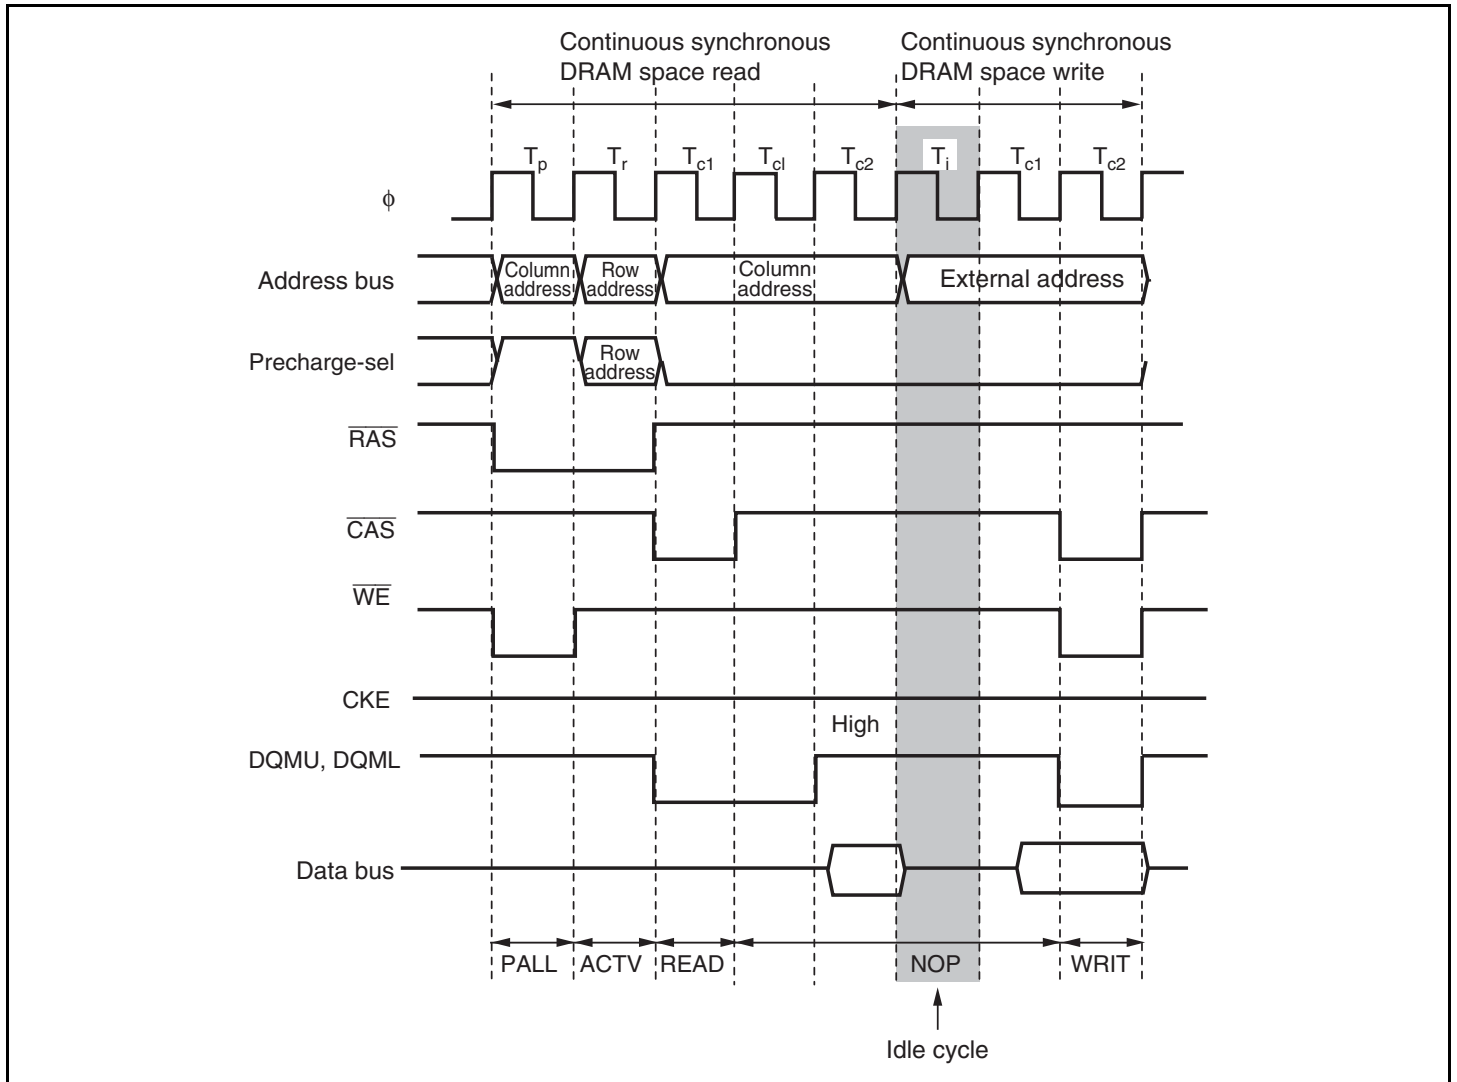 Continuous synchronous
DRAM space read
Continuous synchronous
DRAM space write
Tp
Tr
Tc1
Tcl
Tc2
Ti
Tc1
Tc2
ϕ
Address bus
Column
address
Row
address
Column
address
External address
Precharge-sel
Row
address
RAS
CAS
WE
CKE
High
DQMU, DQML
Data bus
PALL
ACTV
READ
NOP
WRIT
Idle cycle